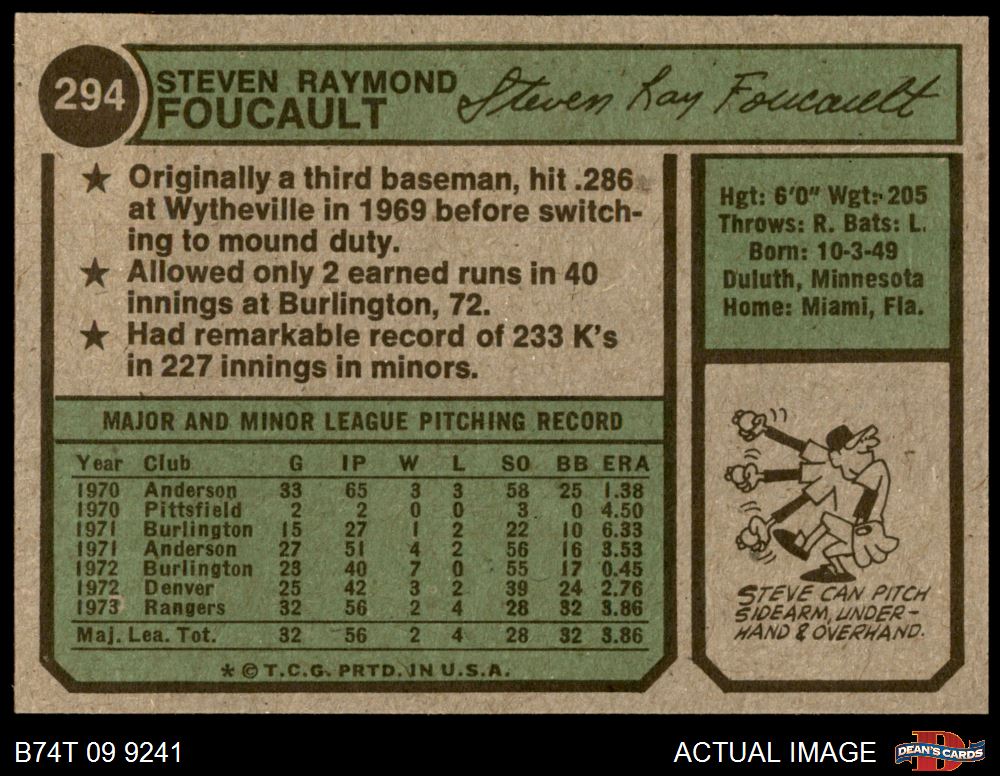 294
STEVEN RAYMOND
FOUCAULT
Steven Ray Foucault
★ Originally a third baseman, hit .286
at Wytheville in 1969 before switch-
ing to mound duty.
★ Allowed only 2 earned runs in 40
innings at Burlington, 72.
★ Had remarkable record of 233 K's
in 227 innings in minors.
MAJOR AND MINOR LEAGUE PITCHING RECORD
Year Club G IP W L SO BB ERA
1970 Anderson 33 65 3 3 58 25 1.38
1970 Pittsfield 2 2 0 0 3 0 4.50
1971 Burlington 15 27 1 2 22 10 6.33
1971 Anderson 27 51 4 2 56 16 3.53
1972 Burlington 23 40 7 0 55 17 0.45
1972 Denver 25 42 3 2 39 24 2.76
1973 Rangers 32 56 2 4 28 32 3.86
Maj. Lea. Tot. 32 56 2 4 28 32 3.86
* © T.C.G. PRTD. IN U.S.A.
Hgt: 6'0" Wgt: 205
Throws: R. Bats: L.
Born: 10-3-49
Duluth, Minnesota
Home: Miami, Fla.
STEVE CAN PITCH
SIDEARM, UNDER-
HAND & OVERHAND.
B74T 09 9241
ACTUAL IMAGE
DEAN'S CARDS